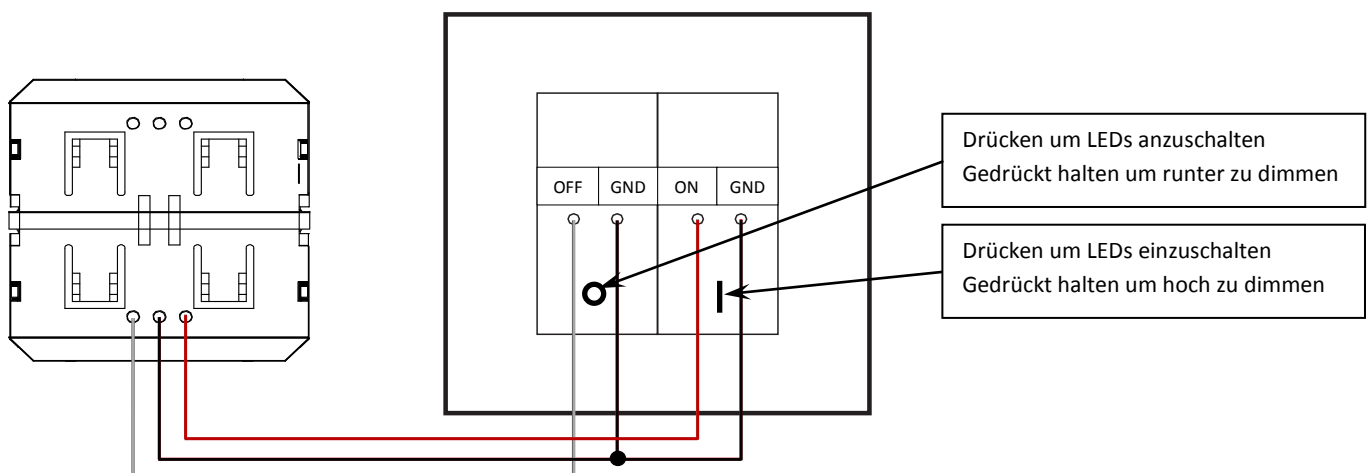 Drücken um LEDs anzuschalten
Gedrückt halten um runter zu dimmen
OFF GND ON GND
Drücken um LEDs einzuschalten
Gedrückt halten um hoch zu dimmen